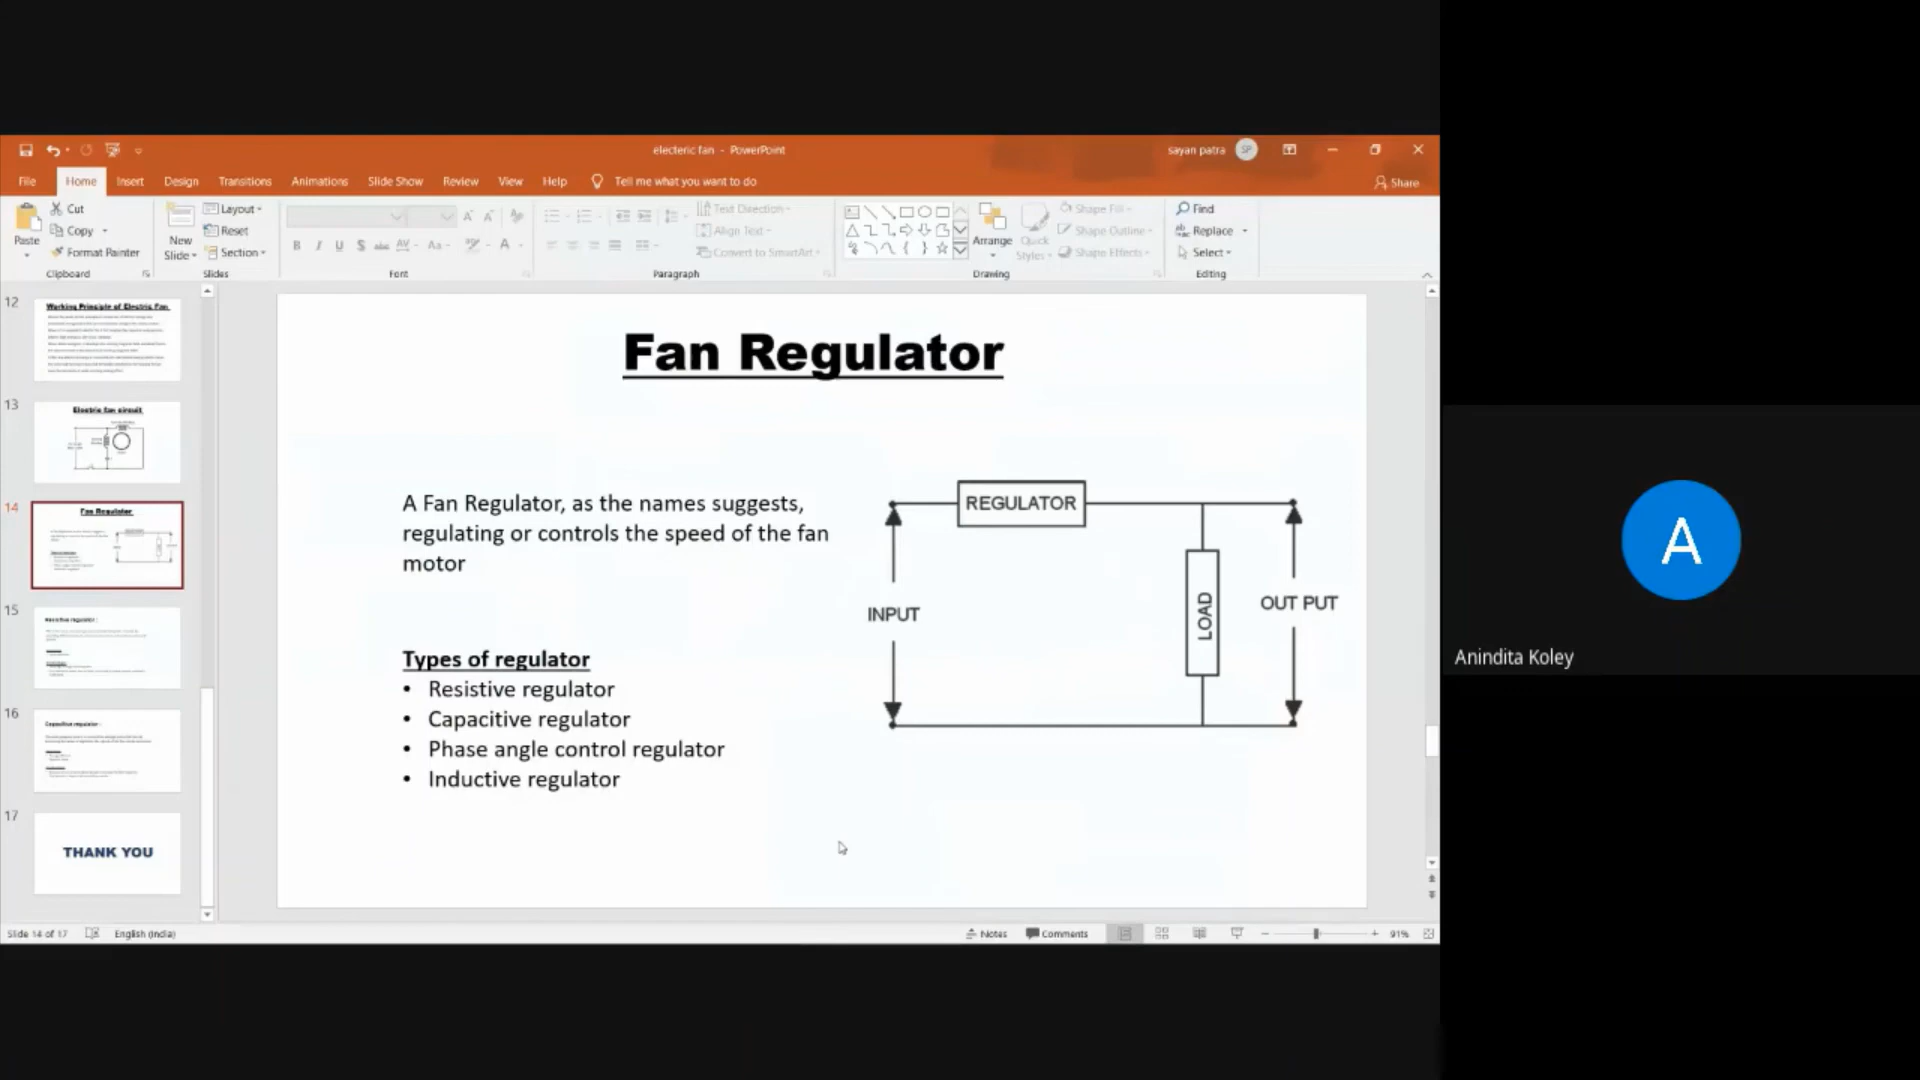 electeric fan - PowerPoint
sayan patra
SP
File
Home
Insert
Design
Transitions
Animations
Slide Show
Review
View
Help
Tell me what you want to do
Share
Paste
Cut
Copy
Format Painter
Clipboard
New
Slide
Layout
Reset
Section
Slides
Font
Text Direction
Align Text
Convert to SmartArt
Paragraph
Arrange
Quick
Styles
Shape Fill
Shape Outline
Shape Effects
Drawing
Find
Replace
Select
Editing
12
Working Principle of Electric Fan
13
Electric fan circuit
14
Fan Regulator
15
Resistive regulator :
16
Capacitive regulator :
17
THANK YOU
Fan Regulator
A Fan Regulator, as the names suggests,
regulating or controls the speed of the fan
motor
Types of regulator
• Resistive regulator
• Capacitive regulator
• Phase angle control regulator
• Inductive regulator
REGULATOR
INPUT
LOAD
OUT PUT
Slide 14 of 17
English (India)
Notes
Comments
91%
A
Anindita Koley